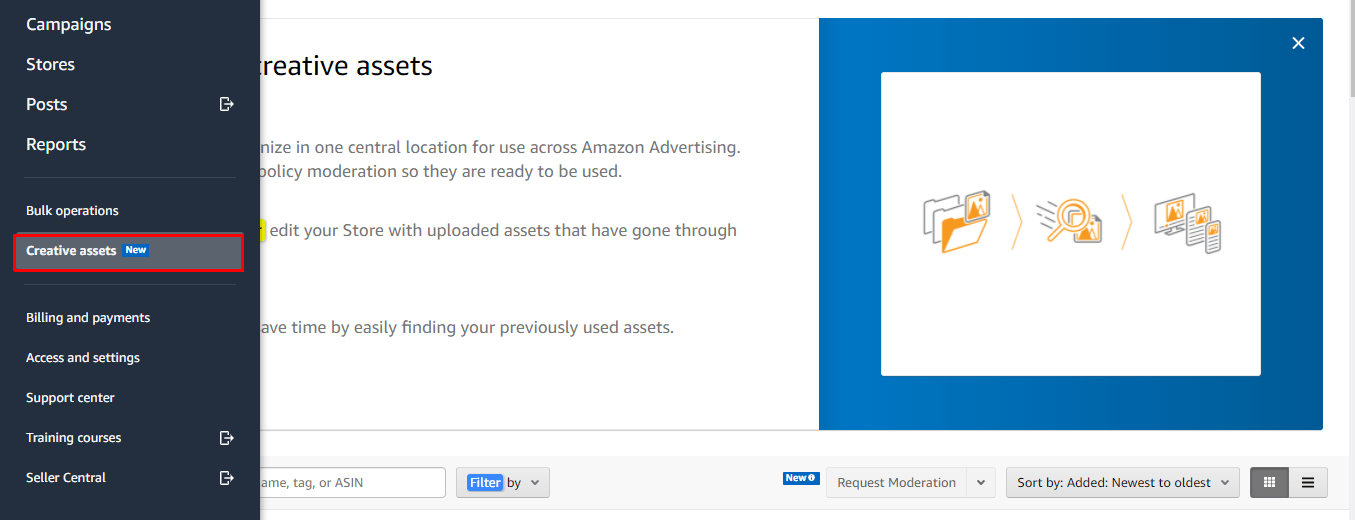 Campaigns
Stores
Posts
Reports
Bulk operations
Creative assets New
Billing and payments
Access and settings
Support center
Training courses
Seller Central
creative assets
nize in one central location for use across Amazon Advertising.
policy moderation so they are ready to be used.
edit your Store with uploaded assets that have gone through
ave time by easily finding your previously used assets.
ame, tag, or ASIN
Filter by
New
Request Moderation
Sort by: Added: Newest to oldest